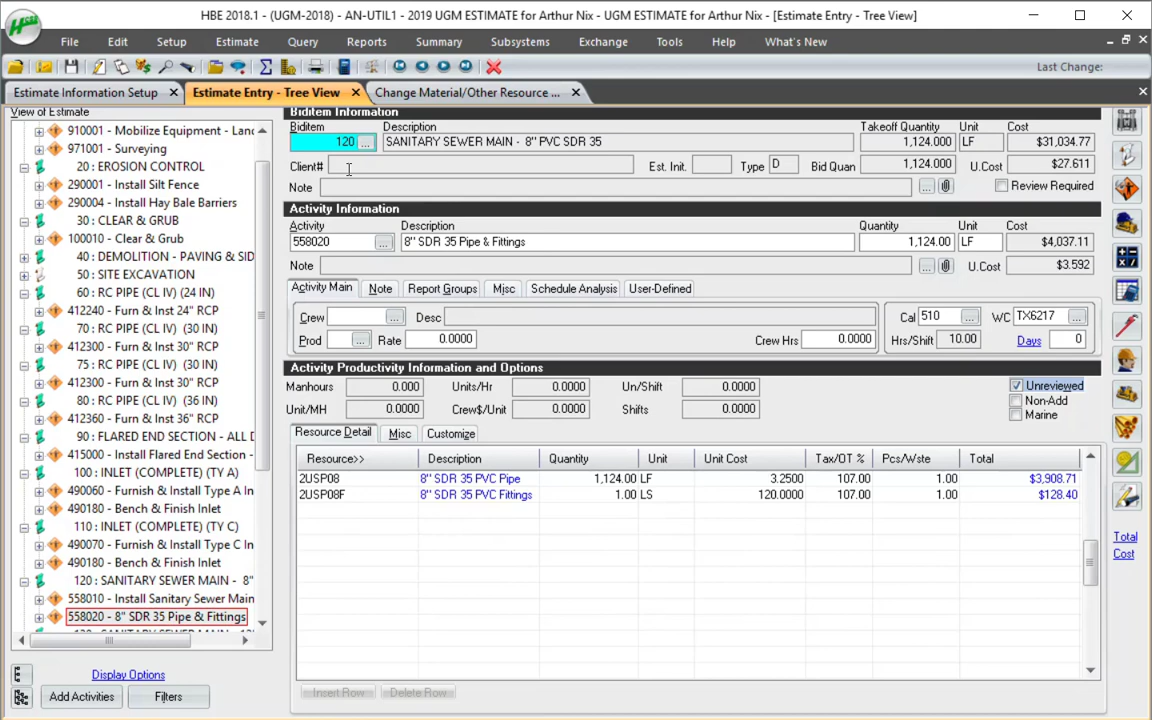 HBE 2018.1 - (UGM-2018) - AN-UTIL1 - 2019 UGM ESTIMATE for Arthur Nix - UGM ESTIMATE for Arthur Nix - [Estimate Entry - Tree View]
File Edit Setup Estimate Query Reports Summary Subsystems Exchange Tools Help What's New
Last Change:
Estimate Information Setup Estimate Entry - Tree View Change Material/Other Resource ...
View of Estimate
910001 - Mobilize Equipment - Land
971001 - Surveying
20 : EROSION CONTROL
290001 - Install Silt Fence
290004 - Install Hay Bale Barriers
30 : CLEAR & GRUB
100010 - Clear & Grub
40 : DEMOLITION - PAVING & SID
50 : SITE EXCAVATION
60 : RC PIPE (CL IV) (24 IN)
412240 - Furn & Inst 24" RCP
70 : RC PIPE (CL IV) (30 IN)
412300 - Furn & Inst 30" RCP
75 : RC PIPE (CL IV) (30 IN)
412300 - Furn & Inst 30" RCP
80 : RC PIPE (CL IV) (36 IN)
412360 - Furn & Inst 36" RCP
90 : FLARED END SECTION - ALL D
415000 - Install Flared End Section -
100 : INLET (COMPLETE) (TY A)
490060 - Furnish & Install Type A In
490180 - Bench & Finish Inlet
110 : INLET (COMPLETE) (TY C)
490070 - Furnish & Install Type C In
490180 - Bench & Finish Inlet
120 : SANITARY SEWER MAIN - 8"
558010 - Install Sanitary Sewer Main
558020 - 8" SDR 35 Pipe & Fittings
Display Options
Add Activities Filters
Biditem Information
Biditem Description Takeoff Quantity Unit Cost
120 ... SANITARY SEWER MAIN - 8" PVC SDR 35 1,124.000 LF $31,034.77
Client# Est. Init. Type D Bid Quan 1,124.000 U.Cost $27.611
Note ... Review Required
Activity Information
Activity Description Quantity Unit Cost
558020 ... 8" SDR 35 Pipe & Fittings 1,124.00 LF $4,037.11
Note ... U.Cost $3.592
Activity Main Note Report Groups Misc Schedule Analysis User-Defined
Crew ... Desc Cal 510 ... WC TX6217 ...
Prod ... Rate 0.0000 Crew Hrs 0.0000 Hrs/Shift 10.00 Days 0
Activity Productivity Information and Options
Manhours 0.000 Units/Hr 0.0000 Un/Shift 0.0000 Unreviewed
Non-Add
Unit/MH 0.0000 Crew$/Unit 0.0000 Shifts 0.0000 Marine
Resource Detail Misc Customize
Resource>> Description Quantity Unit Unit Cost Tax/OT % Pcs/Wste Total
2USP08 8" SDR 35 PVC Pipe 1,124.00 LF 3.2500 107.00 1.00 $3,908.71
2USP08F 8" SDR 35 PVC Fittings 1.00 LS 120.0000 107.00 1.00 $128.40
Insert Row Delete Row
Total
Cost